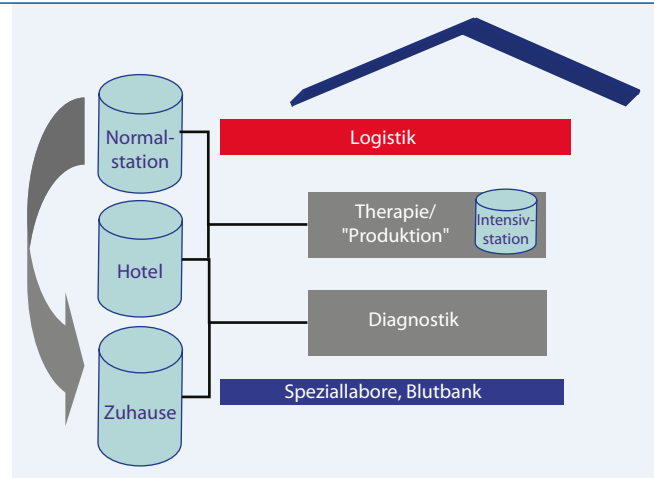 Normal-
station
Logistik
Therapie/
"Produktion"
Intensiv-
station
Hotel
Diagnostik
Speziallabore, Blutbank
Zuhause